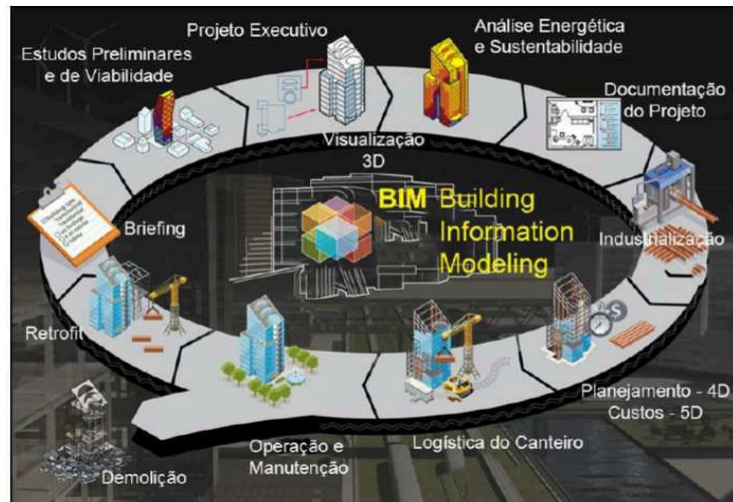 Projeto Executivo
Análise Energética
e Sustentabilidade
Estudos Preliminares
e de Viabilidade
Documentação
do Projeto
Visualização
3D
BIM Building
Information
Modeling
Briefing
Industrialização
Retrofit
Planejamento - 4D
Custos - 5D
Logística do Canteiro
Operação e
Manutenção
Demolição